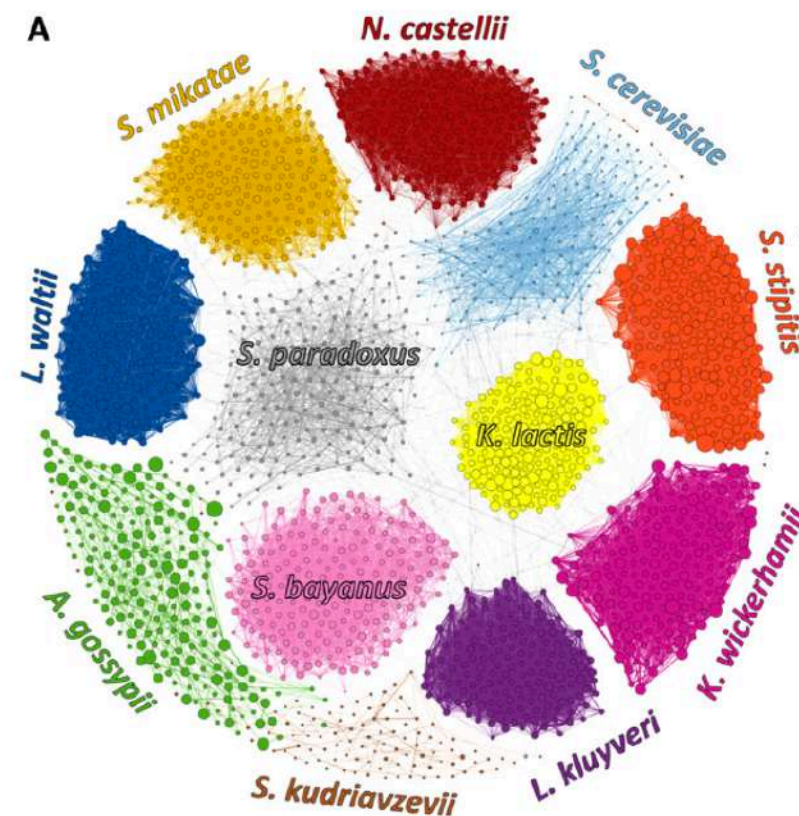 A
N. castellii
S. mikatae
S. cerevisiae
S. stipitis
L. waltii
S. paradoxus
K. lactis
S. bayanus
A. gossypii
K. wickerhamii
L. kluyveri
S. kudriavzevii